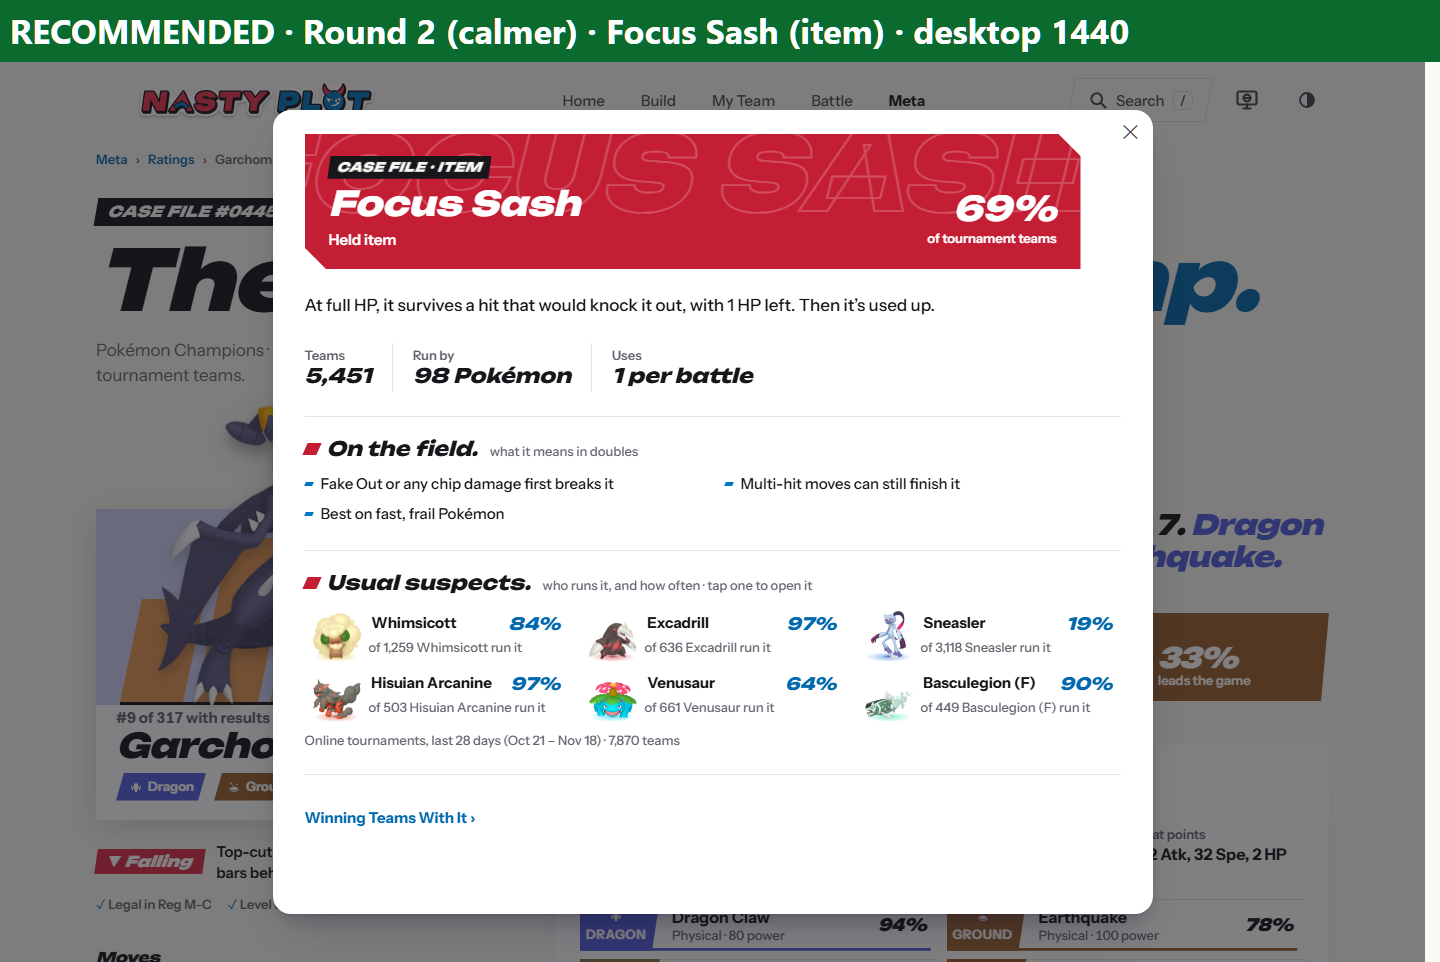 RECOMMENDED · Round 2 (calmer) · Focus Sash (item) · desktop 1440
NASTY PLOT
Home Build My Team Battle Meta
Search /
Meta › Ratings › Garchom
CASE FILE #0445
The
p.
Pokémon Champions ·
tournament teams.
FOCUS SASH
CASE FILE · ITEM
Focus Sash
Held item
69%
of tournament teams
At full HP, it survives a hit that would knock it out, with 1 HP left. Then it’s used up.
Teams
5,451
Run by
98 Pokémon
Uses
1 per battle
On the field. what it means in doubles
Fake Out or any chip damage first breaks it
Multi-hit moves can still finish it
Best on fast, frail Pokémon
Usual suspects. who runs it, and how often · tap one to open it
Whimsicott 84%
of 1,259 Whimsicott run it
Excadrill 97%
of 636 Excadrill run it
Sneasler 19%
of 3,118 Sneasler run it
Hisuian Arcanine 97%
of 503 Hisuian Arcanine run it
Venusaur 64%
of 661 Venusaur run it
Basculegion (F) 90%
of 449 Basculegion (F) run it
Online tournaments, last 28 days (Oct 21 – Nov 18) · 7,870 teams
Winning Teams With It ›
7. Dragon
hquake.
33%
leads the game
#9 of 317 with results
Garcho
Dragon Grou
▼ Falling
Top-cut
bars beh
✓ Legal in Reg M-C ✓ Level
Moves
at points
2 Atk, 32 Spe, 2 HP
DRAGON
Dragon Claw
Physical · 80 power
94%
GROUND
Earthquake
Physical · 100 power
78%